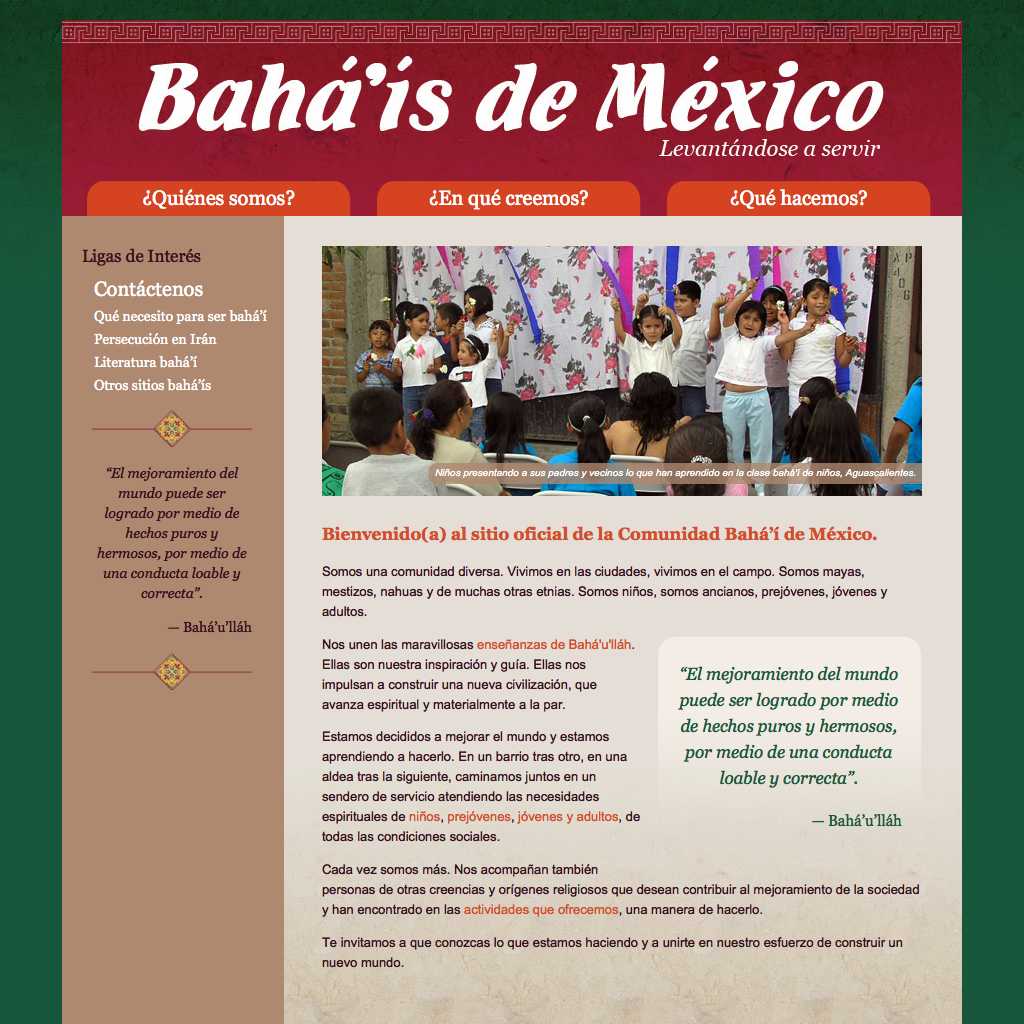 Bahá’ís de México
Levantándose a servir
¿Quiénes somos?
¿En qué creemos?
¿Qué hacemos?
Ligas de Interés
Contáctenos
Qué necesito para ser bahá’í
Persecución en Irán
Literatura bahá’í
Otros sitios bahá’ís
“El mejoramiento del
mundo puede ser
logrado por medio de
hechos puros y
hermosos, por medio de
una conducta loable y
correcta”.
— Bahá’u’lláh
AP
406
Niños presentando a sus padres y vecinos lo que han aprendido en la clase bahá'í de niños, Aguascalientes.
Bienvenido(a) al sitio oficial de la Comunidad Bahá’í de México.
Somos una comunidad diversa. Vivimos en las ciudades, vivimos en el campo. Somos mayas,
mestizos, nahuas y de muchas otras etnias. Somos niños, somos ancianos, prejóvenes, jóvenes y
adultos.
Nos unen las maravillosas enseñanzas de Bahá'u'lláh.
Ellas son nuestra inspiración y guía. Ellas nos
impulsan a construir una nueva civilización, que
avanza espiritual y materialmente a la par.
Estamos decididos a mejorar el mundo y estamos
aprendiendo a hacerlo. En un barrio tras otro, en una
aldea tras la siguiente, caminamos juntos en un
sendero de servicio atendiendo las necesidades
espirituales de niños, prejóvenes, jóvenes y adultos, de
todas las condiciones sociales.
“El mejoramiento del mundo
puede ser logrado por medio
de hechos puros y hermosos,
por medio de una conducta
loable y correcta”.
— Bahá’u’lláh
Cada vez somos más. Nos acompañan también
personas de otras creencias y orígenes religiosos que desean contribuir al mejoramiento de la sociedad
y han encontrado en las actividades que ofrecemos, una manera de hacerlo.
Te invitamos a que conozcas lo que estamos haciendo y a unirte en nuestro esfuerzo de construir un
nuevo mundo.